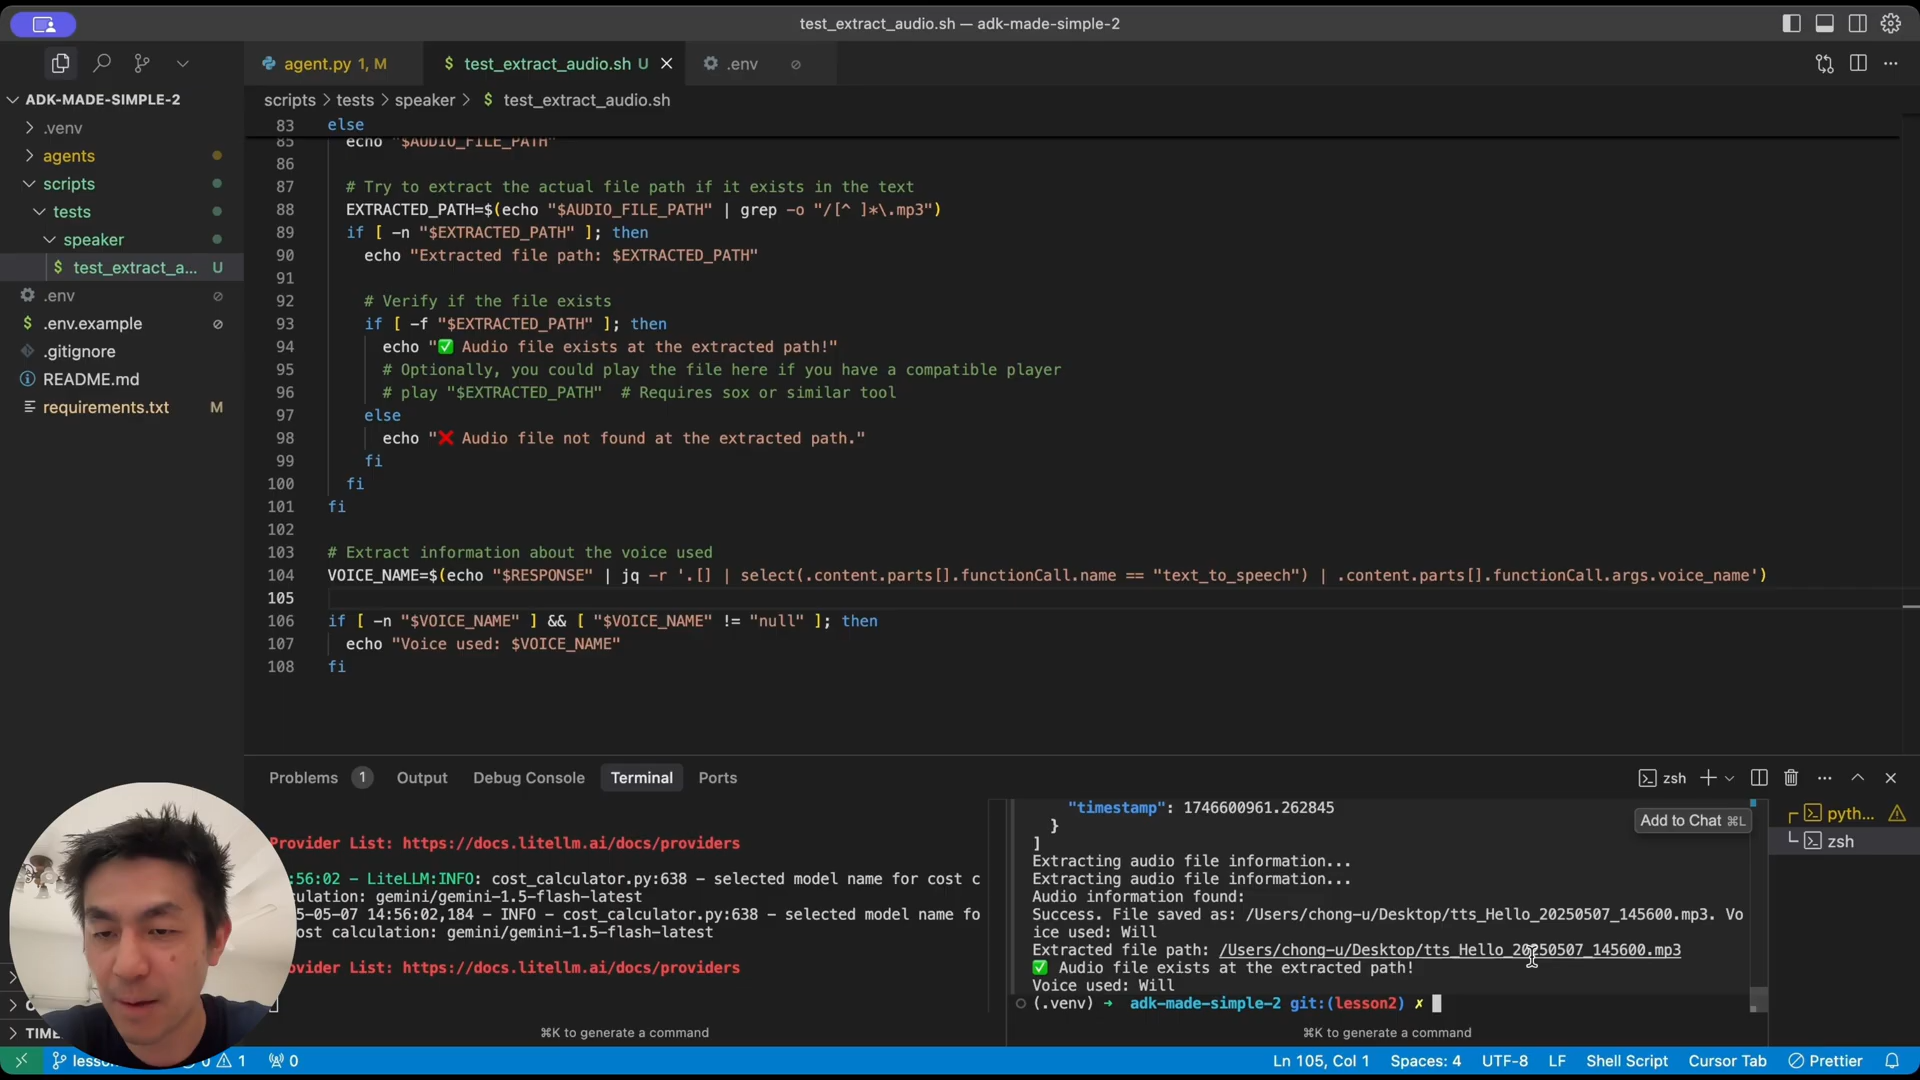 test_extract_audio.sh — adk-made-simple-2
agent.py 1, M
test_extract_audio.sh U
.env
ADK-MADE-SIMPLE-2
.venv
agents
scripts
tests
speaker
test_extract_a... U
.env
.env.example
.gitignore
README.md
requirements.txt M
scripts > tests > speaker > $ test_extract_audio.sh
83 else
85 echo "$AUDIO_FILE_PATH"
86
87 # Try to extract the actual file path if it exists in the text
88 EXTRACTED_PATH=$(echo "$AUDIO_FILE_PATH" | grep -o "/[^ ]*\.mp3")
89 if [ -n "$EXTRACTED_PATH" ]; then
90 echo "Extracted file path: $EXTRACTED_PATH"
91
92 # Verify if the file exists
93 if [ -f "$EXTRACTED_PATH" ]; then
94 echo "✅ Audio file exists at the extracted path!"
95 # Optionally, you could play the file here if you have a compatible player
96 # play "$EXTRACTED_PATH"  # Requires sox or similar tool
97 else
98 echo "❌ Audio file not found at the extracted path."
99 fi
100 fi
101 fi
102
103 # Extract information about the voice used
104 VOICE_NAME=$(echo "$RESPONSE" | jq -r '.[] | select(.content.parts[].functionCall.name == "text_to_speech") | .content.parts[].functionCall.args.voice_name')
105
106 if [ -n "$VOICE_NAME" ] && [ "$VOICE_NAME" != "null" ]; then
107 echo "Voice used: $VOICE_NAME"
108 fi
Problems 1 Output Debug Console Terminal Ports
zsh
Provider List: https://docs.litellm.ai/docs/providers
:56:02 – LiteLLM:INFO: cost_calculator.py:638 – selected model name for cost c
lculation: gemini/gemini-1.5-flash-latest
5-05-07 14:56:02,184 – INFO – cost_calculator.py:638 – selected model name fo
ost calculation: gemini/gemini-1.5-flash-latest
ovider List: https://docs.litellm.ai/docs/providers
⌘K to generate a command
"timestamp": 1746600961.262845
}
]
Extracting audio file information...
Extracting audio file information...
Audio information found:
Success. File saved as: /Users/chong-u/Desktop/tts_Hello_20250507_145600.mp3. Vo
ice used: Will
Extracted file path: /Users/chong-u/Desktop/tts_Hello_20250507_145600.mp3
✅ Audio file exists at the extracted path!
Voice used: Will
(.venv) → adk-made-simple-2 git:(lesson2) ✗
⌘K to generate a command
Add to Chat ⌘L
pyth...
zsh
TIME
lesso 0 1 0
Ln 105, Col 1 Spaces: 4 UTF-8 LF Shell Script Cursor Tab Prettier